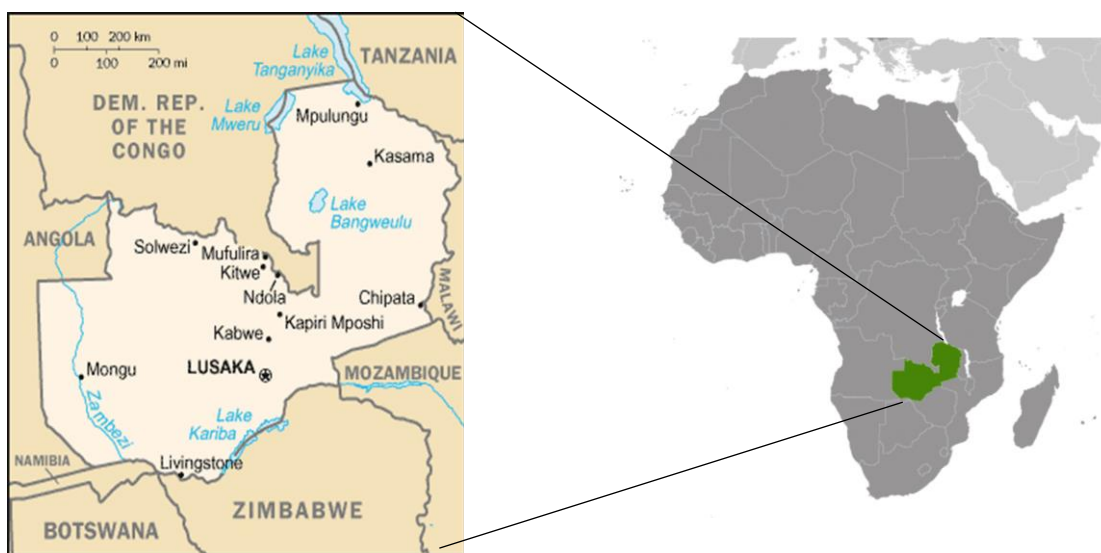 0 100 200 km
0 100 200 mi
TANZANIA
Lake
Tanganyika
DEM. REP.
OF THE
CONGO
Lake
Mweru
Mpulungu
Kasama
Lake
Bangweulu
ANGOLA
Solwezi
Mufulira
Kitwe
Ndola
MALAWI
Chipata
Kapiri Mposhi
Kabwe
LUSAKA
Mongu
MOZAMBIQUE
Zambezi
Lake
Kariba
NAMIBIA
Livingstone
ZIMBABWE
BOTSWANA